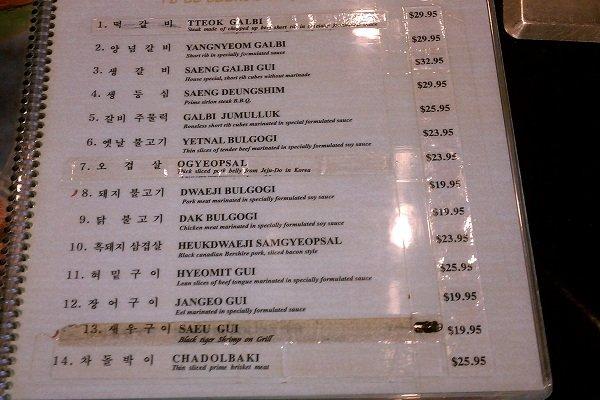 1. 떡 갈 비 TTEOK GALBI $29.95
Steak made of chopped up beef short rib in
2. 양념갈비 YANGNYEOM GALBI $29.95
Short rib in specially formulated sauce
3. 생 갈 비 SAENG GALBI GUI $32.95
House special, short rib cubes without marinade
4. 생 등 심 SAENG DEUNGSHIM $29.95
Prime sirlon steak B.B.Q.
5. 갈비 주물럭 GALBI JUMULLUK $25.95
Boneless short rib cubes marinated in special formulated sauce
6. 옛날 불고기 YETNAL BULGOGI $23.95
Thin slices of tender beef marinated in specially formulated sauce
7. 오 겹 살 OGYEOPSAL $23.95
Thick sliced pork belly from Jeju-Do in Korea
8. 돼지 불고기 DWAEJI BULGOGI $19.95
Pork meat marinated in specially formulated soy sauce
9. 닭 불고기 DAK BULGOGI $19.95
Chicken meat marinated in specially formulated soy sauce
10. 흑돼지 삼겹살 HEUKDWAEJI SAMGYEOPSAL $23.95
Black canadian Bershire pork, sliced bacon style
11. 혀 밑 구 이 HYEOMIT GUI $25.95
Lean slices of beef tongue marinated in specially formulated sauce
12. 장 어 구 이 JANGEO GUI $19.95
Eel marinated in specially formulated sauce
13. 새 우 구 이 SAEU GUI $19.95
Black tiger Shrimp on Grill
14. 차 돌 박 이 CHADOLBAKI $25.95
Thin sliced prime brisket meat